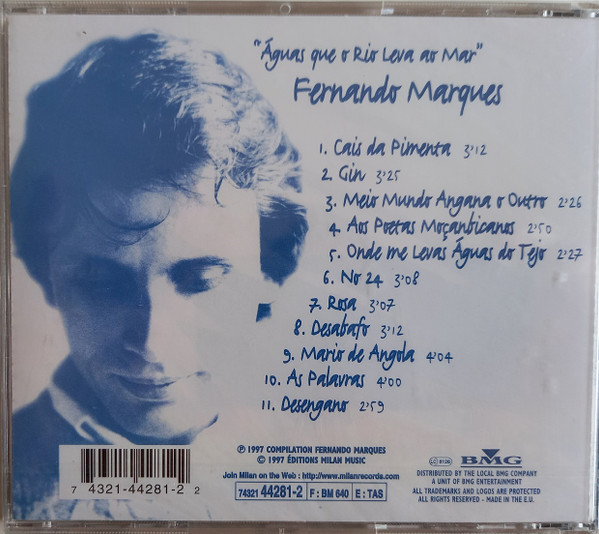 "Águas que o Rio Leva ao Mar"
Fernando Marques
1. Cais da Pimenta 3'12
2. Gin 3'25
3. Meio Mundo Angana o Outro 2'26
4. Aos Poetas Moçanbicanos 2'50
5. Onde me Levas Águas do Tejo 2'27
6. No 24 3'08
7. Rosa 3'07
8. Desabafo 3'12
9. Mario de Angola 4'04
10. As Palavras 4'00
11. Desengano 2'59
℗ 1997 COMPILATION FERNANDO MARQUES
© 1997 ÉDITIONS MILAN MUSIC
Join Milan on the Web : http://www.milanrecords.com
74321 44281-2 F : BM 640 E : TAS
7 4321-44281-2 2
BMG
DISTRIBUTED BY THE LOCAL BMG COMPANY
A UNIT OF BMG ENTERTAINMENT
ALL TRADEMARKS AND LOGOS ARE PROTECTED
ALL RIGHTS RESERVED - MADE IN THE E.U.